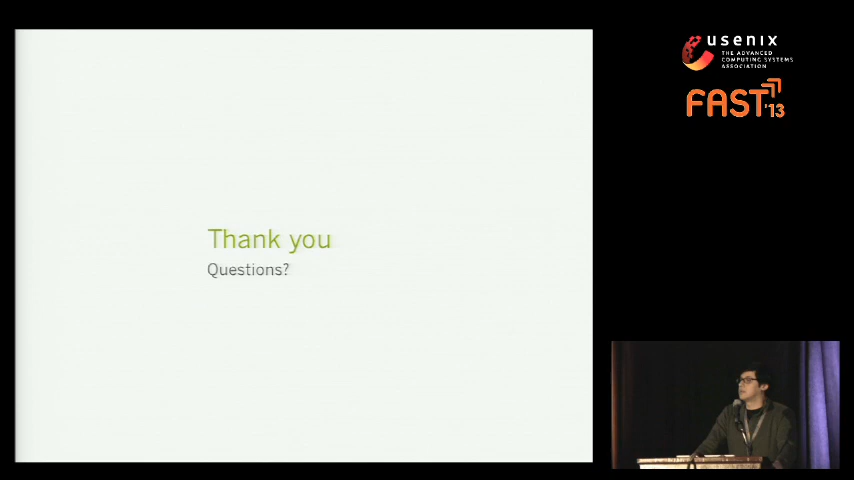 Thank you
Questions?
usenix
THE ADVANCED
COMPUTING SYSTEMS
ASSOCIATION
FAST'13